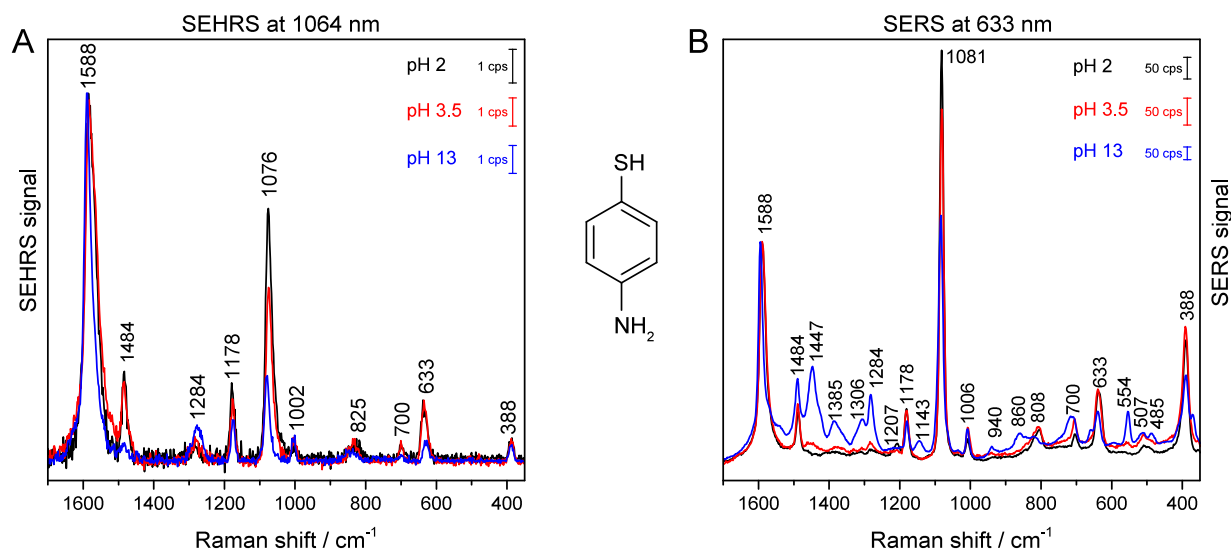 A
SEHRS at 1064 nm
SEHRS signal
pH 2 1 cps
pH 3.5 1 cps
pH 13 1 cps
1588
1484
1284
1178
1076
1002
825
700
633
388
1600 1400 1200 1000 800 600 400
Raman shift / cm⁻¹
SH
NH₂
B
SERS at 633 nm
pH 2 50 cps
pH 3.5 50 cps
pH 13 50 cps
1588
1484
1447
1385
1306
1284
1207
1178
1143
1081
1006
940
860
808
700
633
554
507
485
388
1600 1400 1200 1000 800 600 400
Raman shift / cm⁻¹
SERS signal